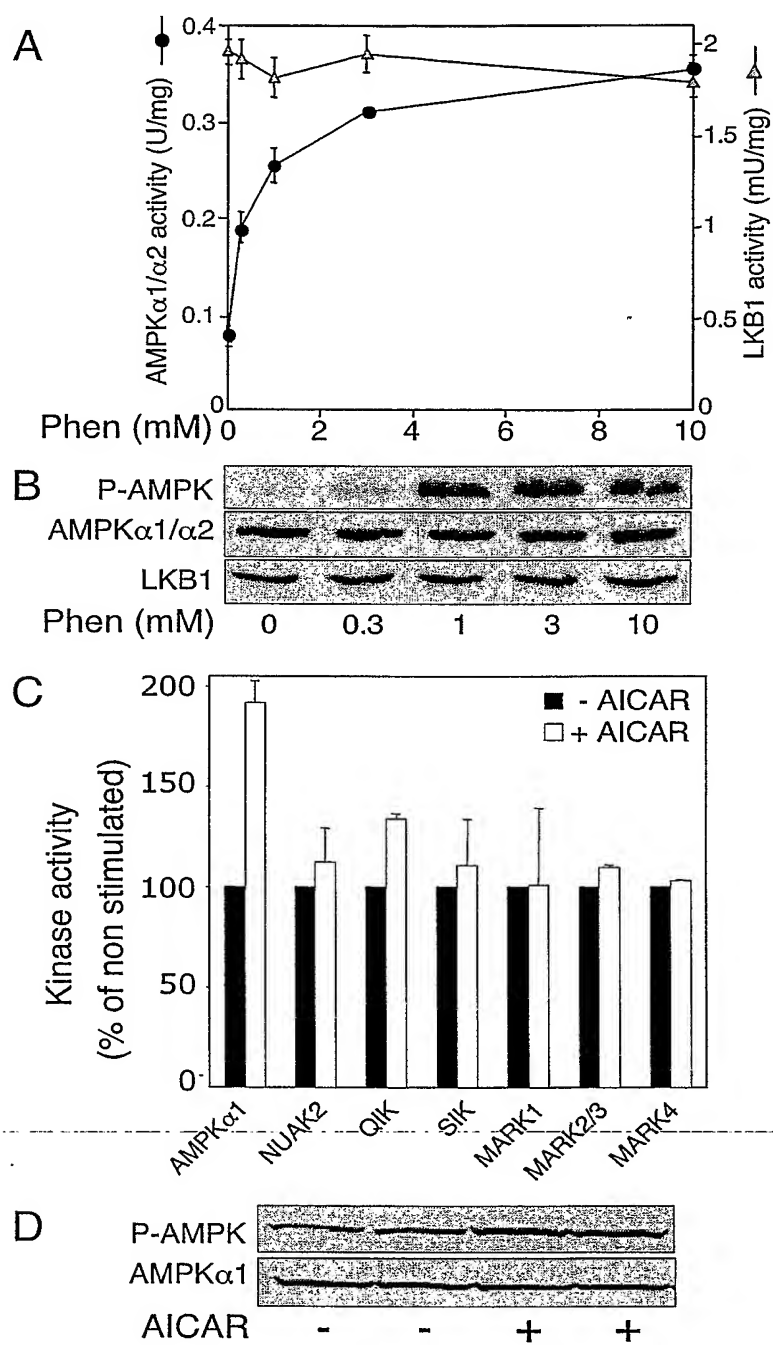 A
AMPKα1/α2 activity (U/mg)
0.4
0.3
0.2
0.1
0
2
1.5
1
0.5
0
LKB1 activity (mU/mg)
Phen (mM) 0 2 4 6 8 10
B
P-AMPK
AMPKα1/α2
LKB1
Phen (mM) 0 0.3 1 3 10
C
Kinase activity
(% of non stimulated)
200
150
100
50
0
- AICAR
+ AICAR
AMPKα1 NUAK2 QIK SIK MARK1 MARK2/3 MARK4
D
P-AMPK
AMPKα1
AICAR - - + +